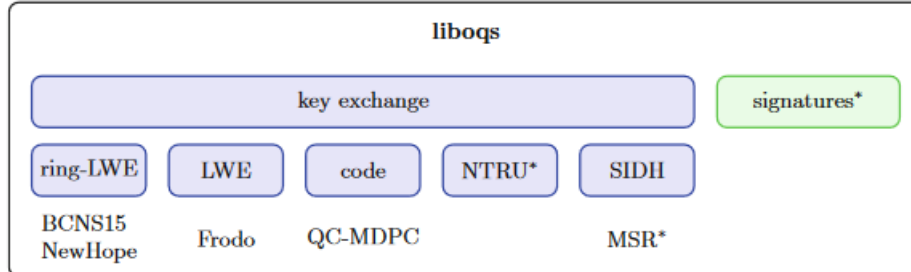 liboqs
key exchange
signatures*
ring-LWE
LWE
code
NTRU*
SIDH
BCNS15
NewHope
Frodo
QC-MDPC
MSR*